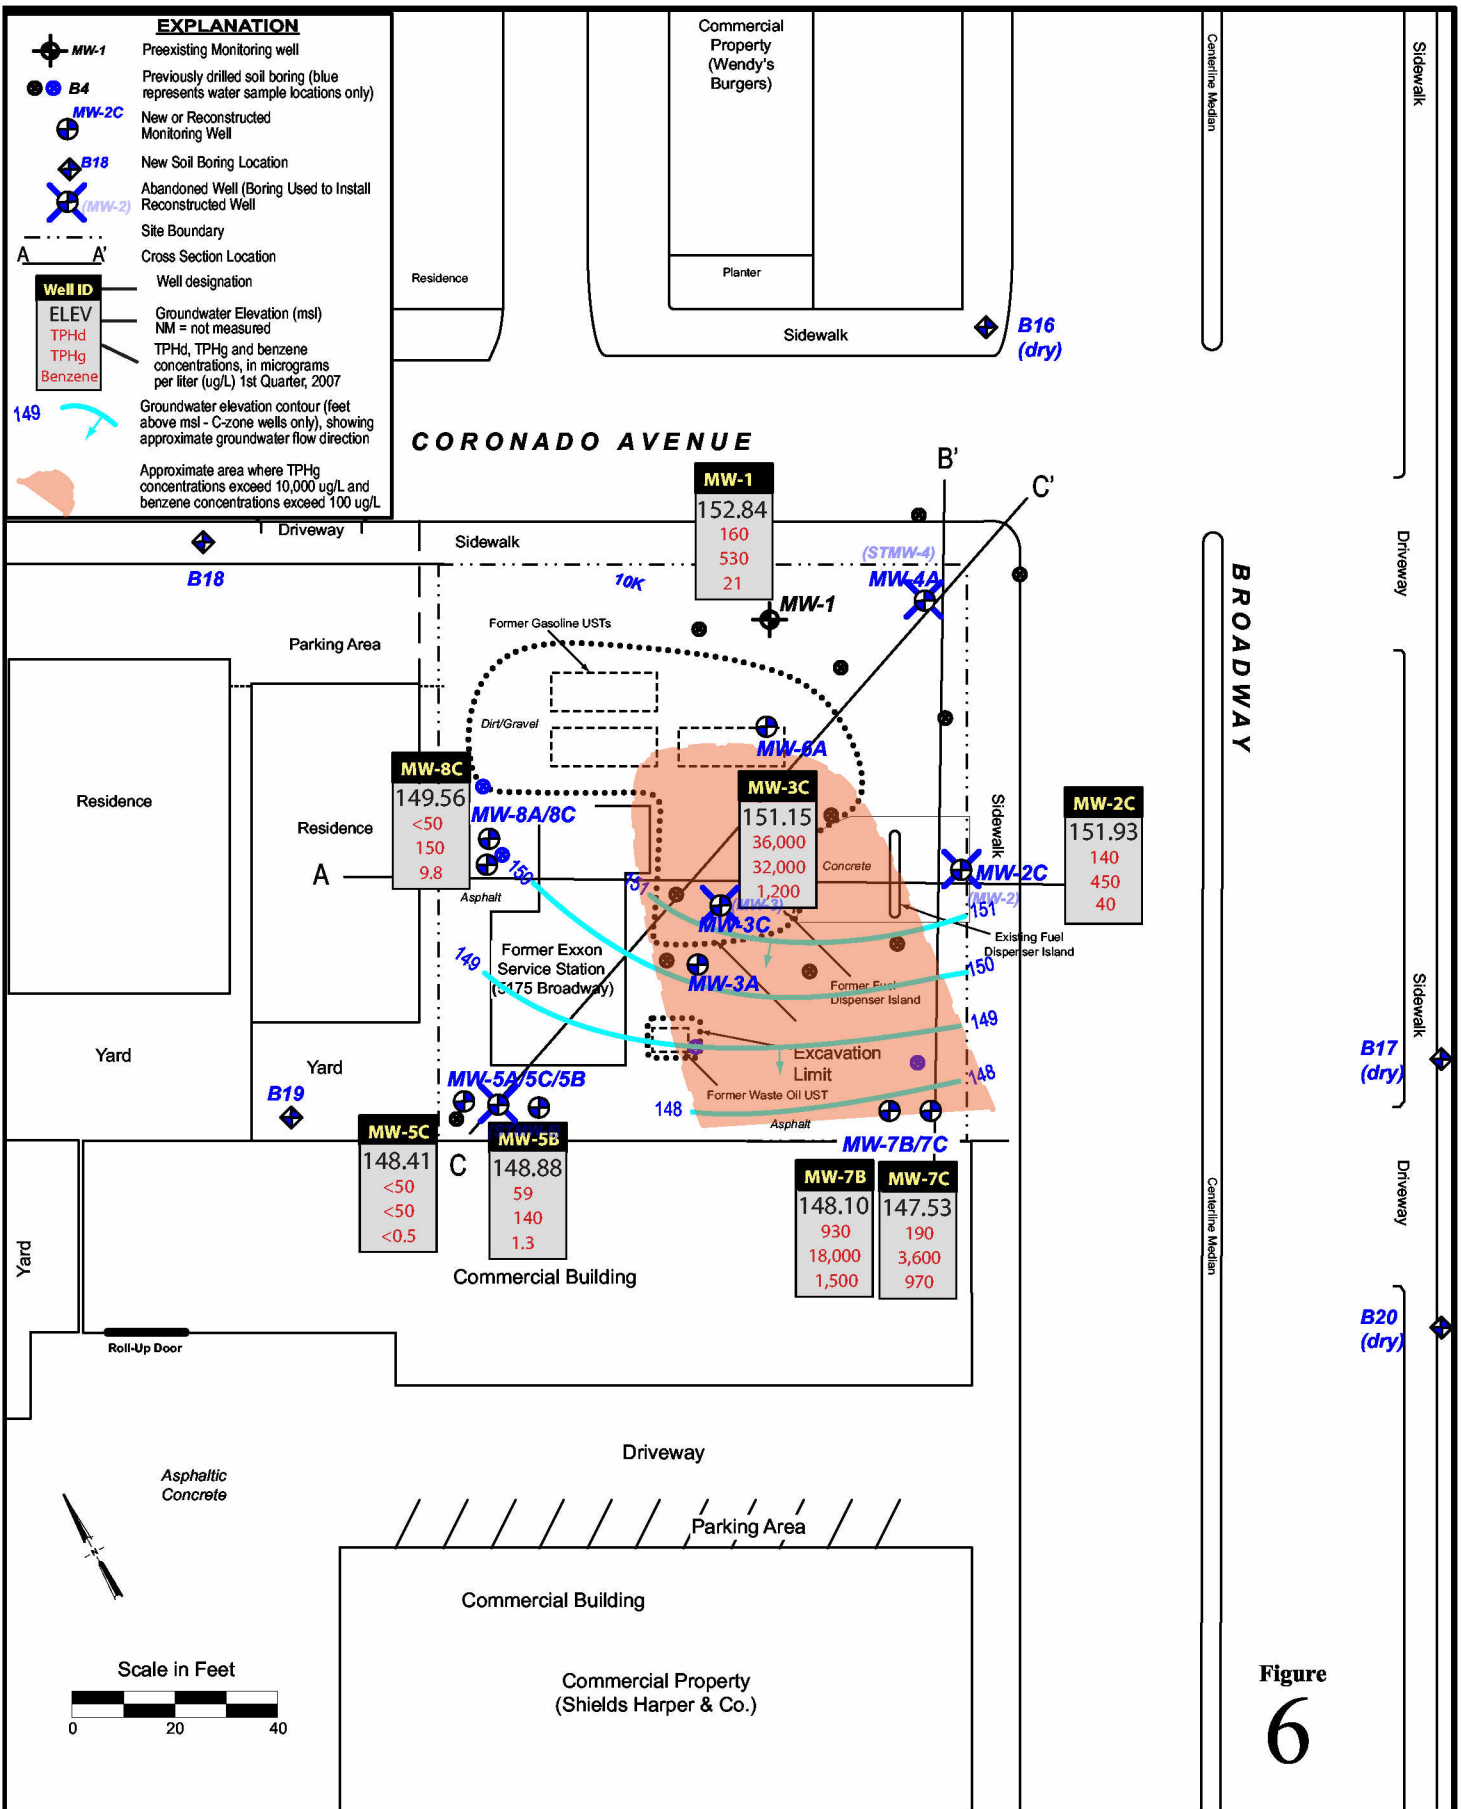 EXPLANATION
MW-1
Preexisting Monitoring well
B4
Previously drilled soil boring (blue
represents water sample locations only)
MW-2C
New or Reconstructed
Monitoring Well
B18
New Soil Boring Location
(MW-2)
Abandoned Well (Boring Used to Install
Reconstructed Well
Site Boundary
A A'
Cross Section Location
Well ID
Well designation
ELEV
Groundwater Elevation (msl)
NM = not measured
TPHd
TPHg
Benzene
TPHd, TPHg and benzene
concentrations, in micrograms
per liter (ug/L) 1st Quarter, 2007
149
Groundwater elevation contour (feet
above msl - C-zone wells only), showing
approximate groundwater flow direction
Approximate area where TPHg
concentrations exceed 10,000 ug/L and
benzene concentrations exceed 100 ug/L
Commercial
Property
(Wendy's
Burgers)
Residence
Planter
Sidewalk
B16
(dry)
Centerline Median
Sidewalk
CORONADO AVENUE
B'
C'
MW-1
152.84
160
530
21
Driveway
Sidewalk
B18
10K
(STMW-4)
MW-4A
MW-1
Driveway
BROADWAY
Parking Area
Former Gasoline USTs
Dirt/Gravel
MW-6A
MW-8C
149.56
<50
150
9.8
MW-3C
151.15
36,000
32,000
1,200
MW-2C
151.93
140
450
40
Residence
Residence
MW-8A/8C
Sidewalk
Concrete
A
Asphalt
150
151
MW-2C
(MW-2)
(MW-3)
MW-3C
151
Existing Fuel
Dispenser Island
149
Former Exxon
Service Station
(5175 Broadway)
MW-3A
150
Former Fuel
Dispenser Island
Sidewalk
149
Yard
Yard
Excavation
Limit
B17
(dry)
B19
MW-5A/5C/5B
Former Waste Oil UST
148
148
Asphalt
MW-7B/7C
MW-5C
148.41
<50
<50
<0.5
C
MW-5B
148.88
59
140
1.3
MW-7B
148.10
930
18,000
1,500
MW-7C
147.53
190
3,600
970
Driveway
Centerline Median
Yard
Commercial Building
B20
(dry)
Roll-Up Door
Driveway
Asphaltic
Concrete
Parking Area
N
Commercial Building
Scale in Feet
0 20 40
Commercial Property
(Shields Harper & Co.)
Figure
6